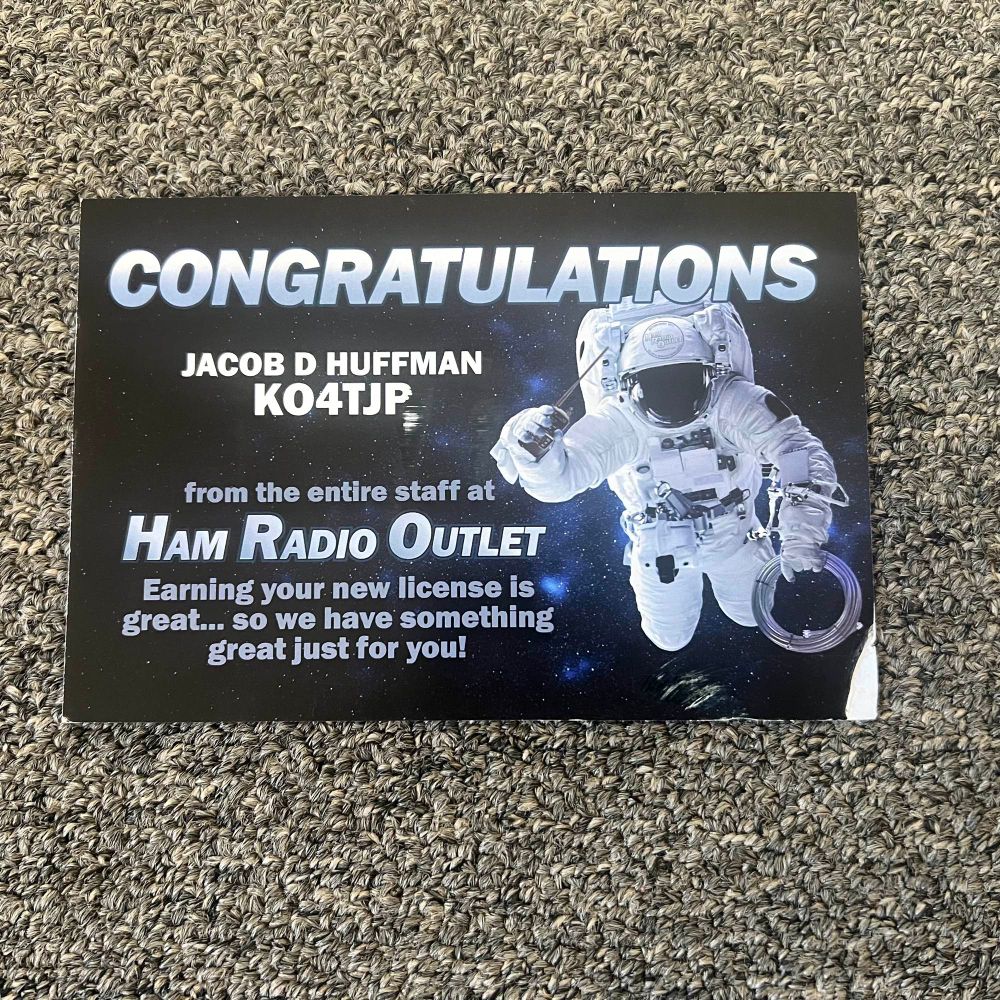 CONGRATULATIONS
JACOB D HUFFMAN
KO4TJP
from the entire staff at
HAM RADIO OUTLET
Earning your new license is
great... so we have something
great just for you!